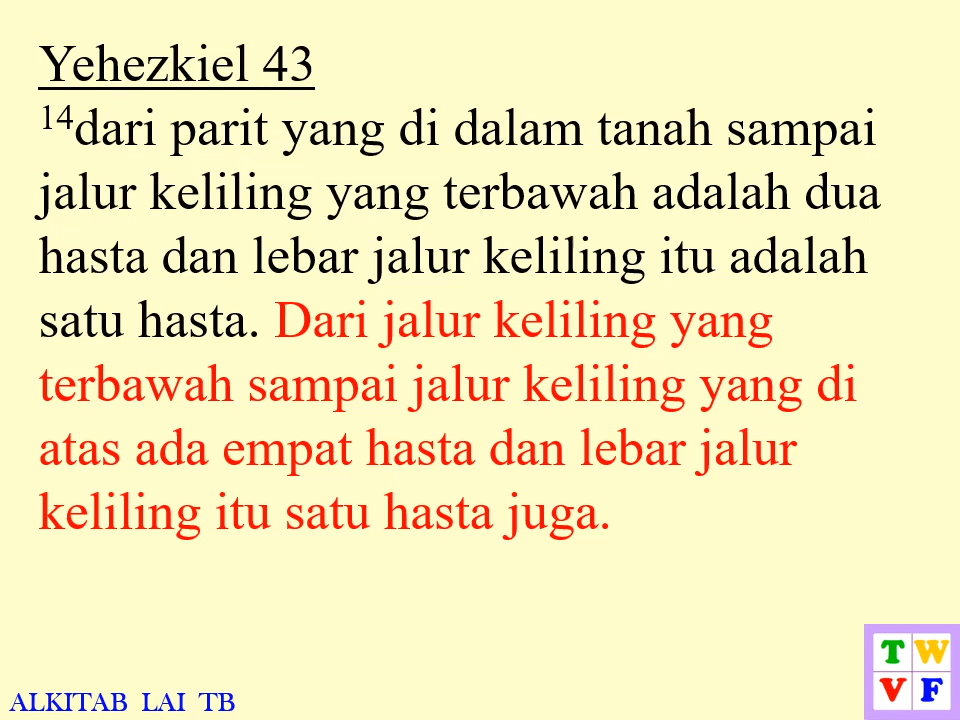 Yehezkiel 43
14dari parit yang di dalam tanah sampai
jalur keliling yang terbawah adalah dua
hasta dan lebar jalur keliling itu adalah
satu hasta. Dari jalur keliling yang
terbawah sampai jalur keliling yang di
atas ada empat hasta dan lebar jalur
keliling itu satu hasta juga.
ALKITAB LAI TB
T W
V F